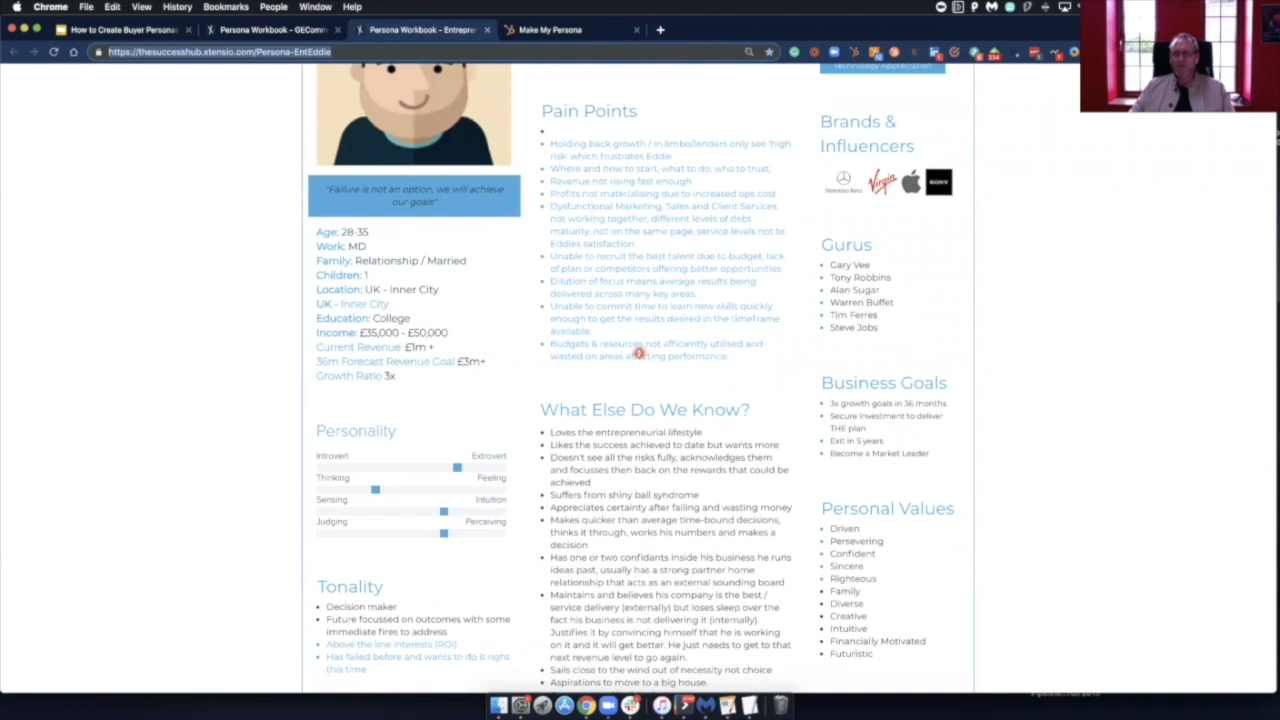 Chrome File Edit View History Bookmarks People Window Help
How to Create Buyer Persona
Persona Workbook - GEComm
Persona Workbook - Entrepre
Make My Persona
https://thesuccesshub.xtensio.com/Persona-EntEddie
Technology Appreciation
"Failure is not an option, we will achieve
our goals"
Age: 28-35
Work: MD
Family: Relationship / Married
Children: 1
Location: UK - Inner City
UK - Inner City
Education: College
Income: £35,000 - £50,000
Current Revenue: £1m +
36m Forecast Revenue Goal £3m+
Growth Ratio 3x
Personality
Introvert Extrovert
Thinking Feeling
Sensing Intuition
Judging Perceiving
Tonality
Decision maker
Future focussed on outcomes with some
immediate fires to address
Above the line interests (ROI)
Has failed before and wants to do it right
this time
Pain Points
Holding back growth / in limbo/lenders only see 'high
risk' which frustrates Eddie
Where and how to start, what to do, who to trust,
Revenue not rising fast enough
Profits not materialising due to increased ops cost
Dysfunctional Marketing, Sales and Client Services
not working together, different levels of debt
maturity, not on the same page, service levels not to
Eddies satisfaction
Unable to recruit the best talent due to budget, lack
of plan or competitors offering better opportunities
Dilution of focus means average results being
delivered across many key areas.
Unable to commit time to learn new skills quickly
enough to get the results desired in the timeframe
available.
Budgets & resources not efficiently utilised and
wasted on areas affecting performance.
What Else Do We Know?
Loves the entrepreneurial lifestyle
Likes the success achieved to date but wants more
Doesn't see all the risks fully, acknowledges them
and focusses then back on the rewards that could be
achieved
Suffers from shiny ball syndrome
Appreciates certainty after failing and wasting money
Makes quicker than average time-bound decisions,
thinks it through, works his numbers and makes a
decision
Has one or two confidants inside his business he runs
ideas past, usually has a strong partner home
relationship that acts as an external sounding board
Maintains and believes his company is the best /
service delivery (externally) but loses sleep over the
fact his business is not delivering it (internally).
Justifies it by convincing himself that he is working
on it and it will get better. He just needs to get to that
next revenue level to go again.
Sails close to the wind out of necessity not choice
Aspirations to move to a big house.
Brands &
Influencers
Mercedes-Benz
Virgin
SONY
Gurus
Gary Vee
Tony Robbins
Alan Sugar
Warren Buffet
Tim Ferres
Steve Jobs
Business Goals
3x growth goals in 36 months
Secure Investment to deliver
THE plan
Exit in 5 years
Become a Market Leader
Personal Values
Driven
Persevering
Confident
Sincere
Righteous
Family
Diverse
Creative
Intuitive
Financially Motivated
Futuristic